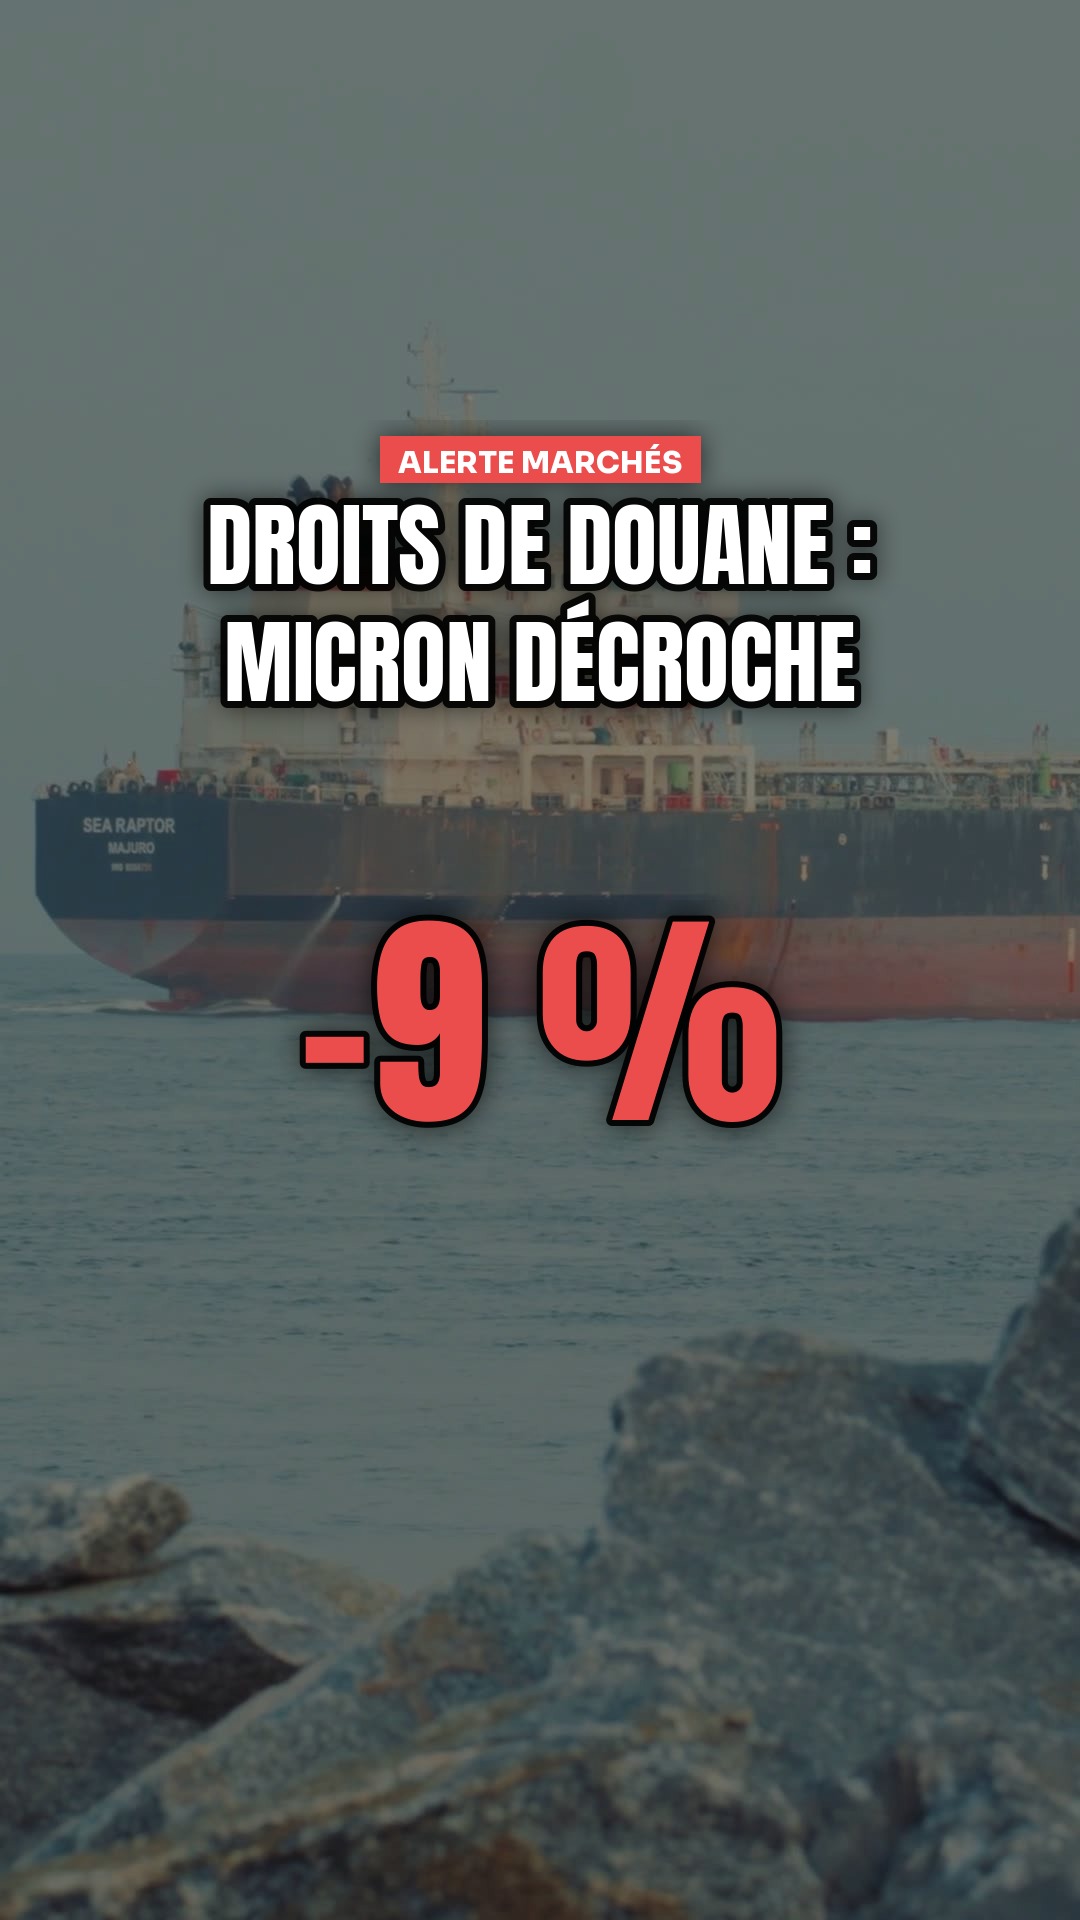 ALERTE MARCHÉS
DROITS DE DOUANE :
MICRON DÉCROCHE
SEA RAPTOR
MAJURO
-9 %